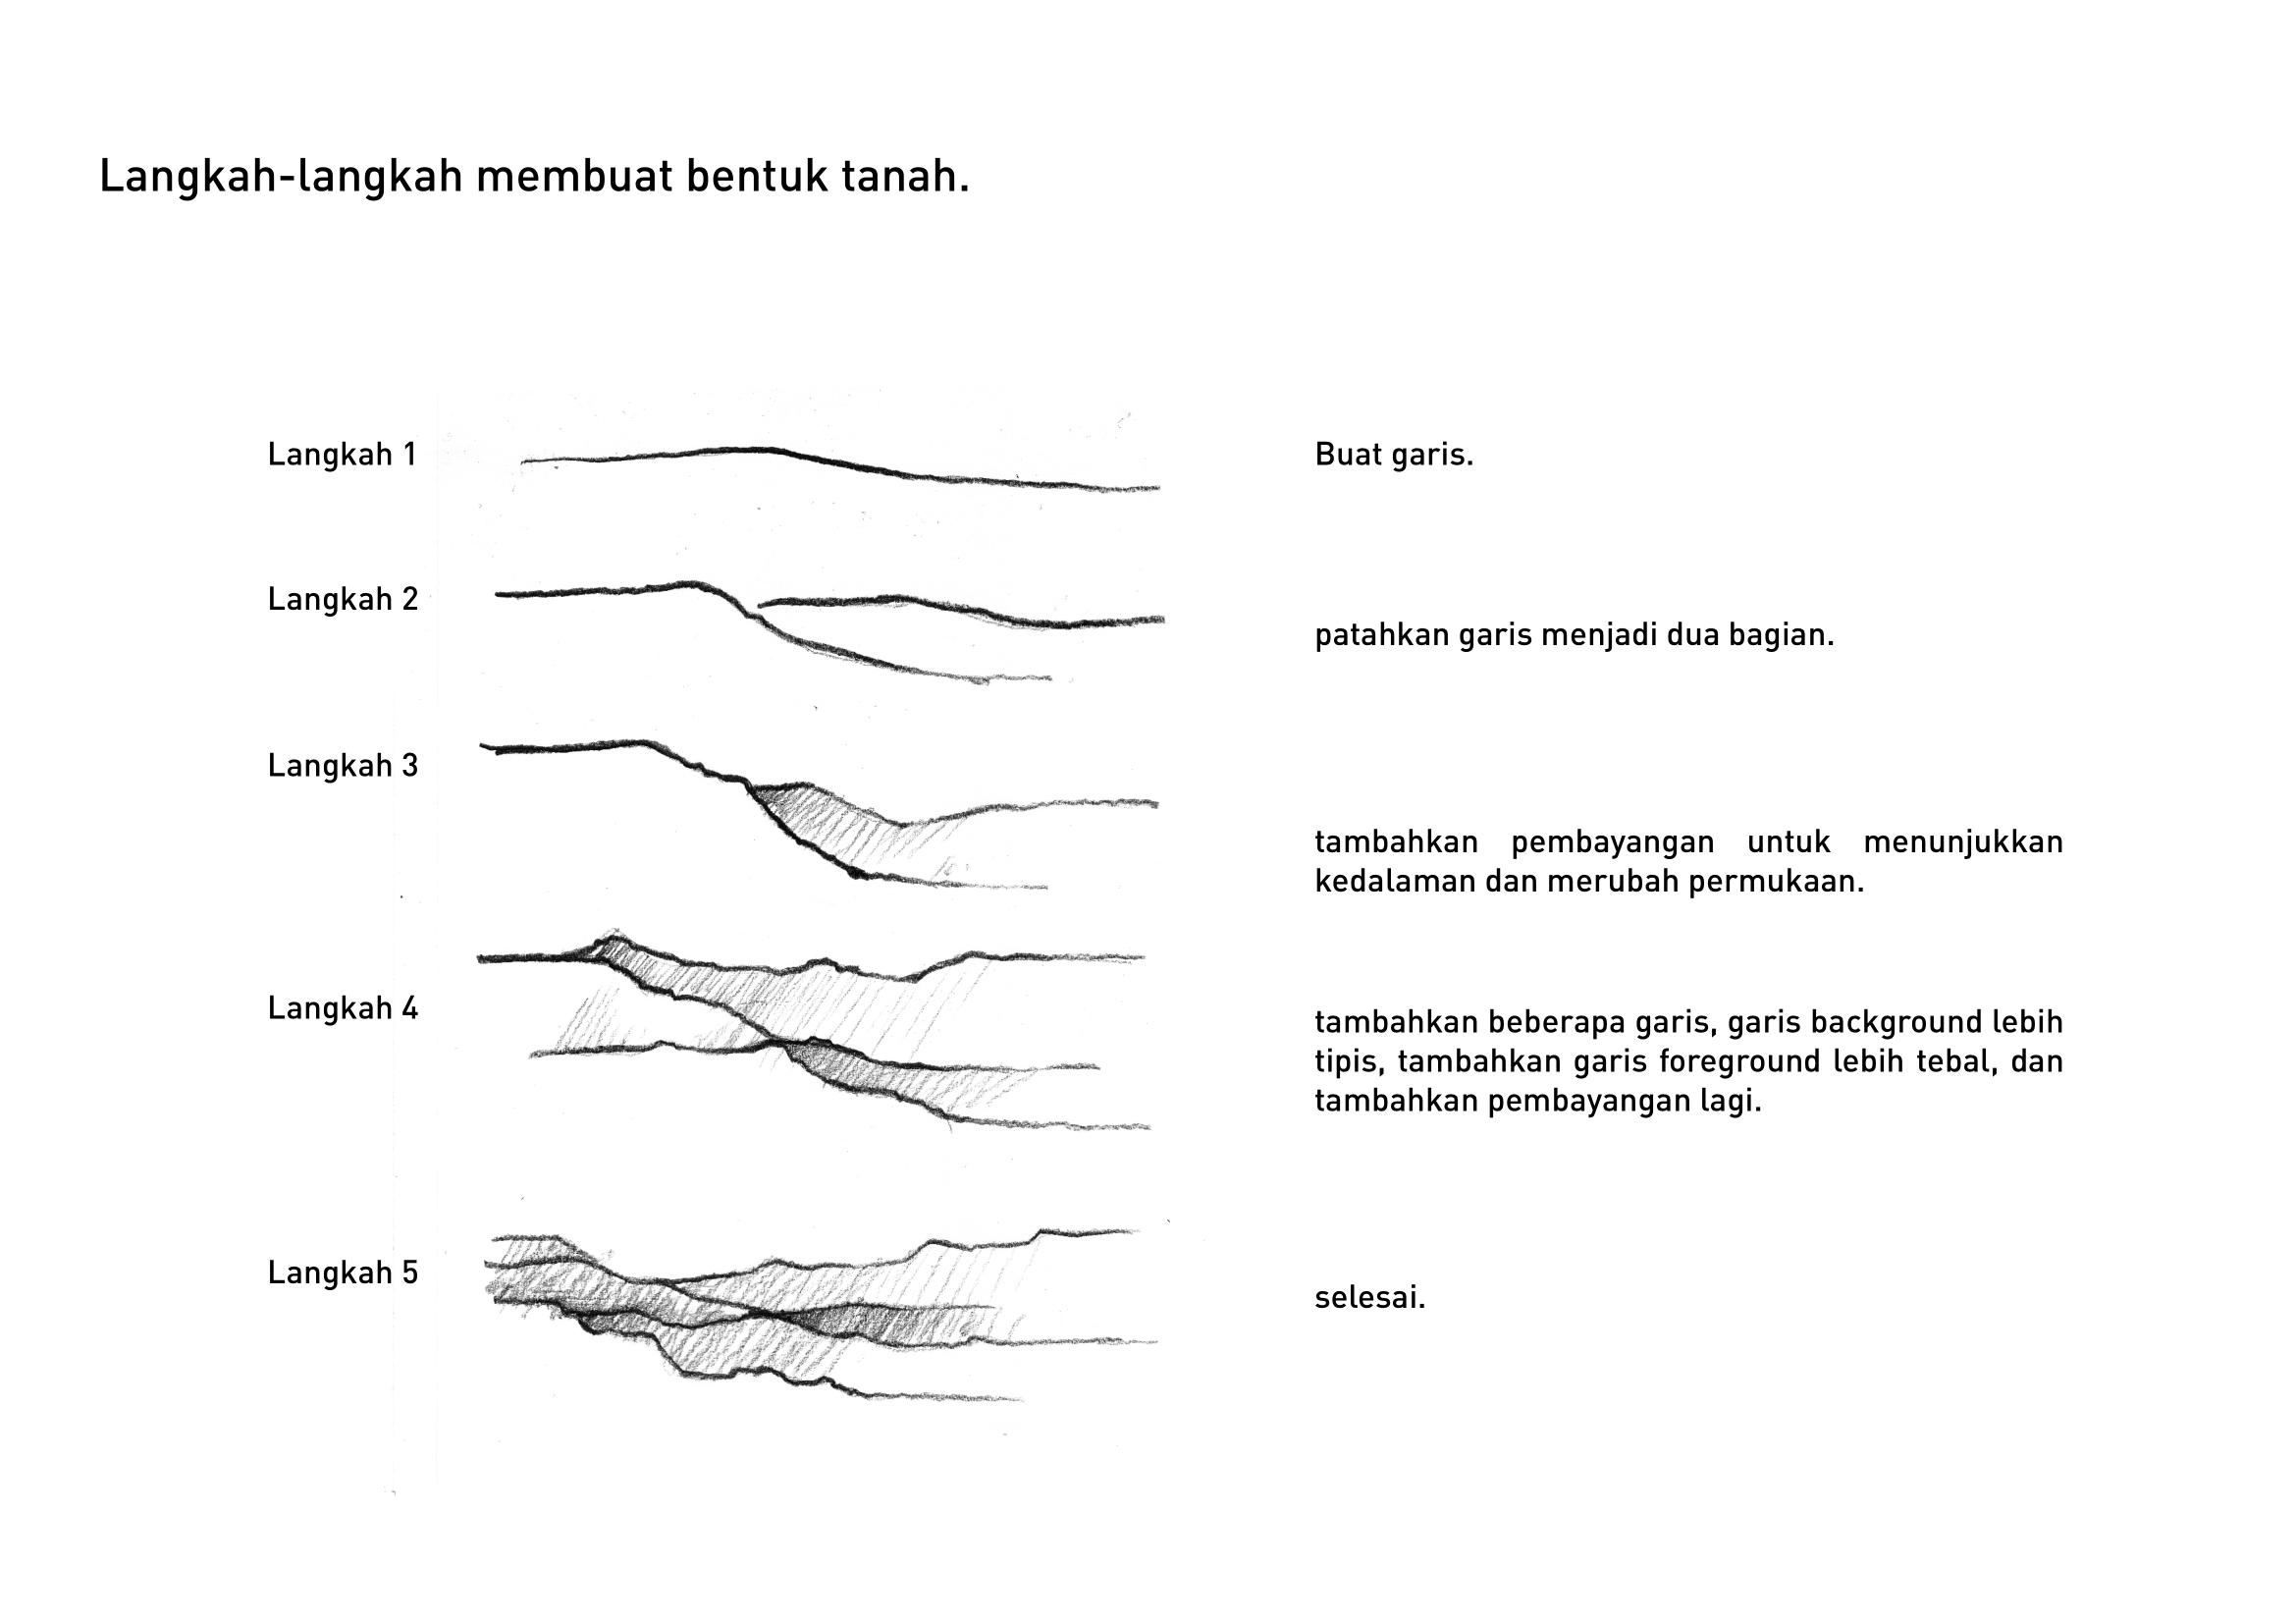 Langkah-langkah membuat bentuk tanah.
Langkah 1
Buat garis.
Langkah 2
patahkan garis menjadi dua bagian.
Langkah 3
tambahkan pembayangan untuk menunjukkan
kedalaman dan merubah permukaan.
Langkah 4
tambahkan beberapa garis, garis background lebih
tipis, tambahkan garis foreground lebih tebal, dan
tambahkan pembayangan lagi.
Langkah 5
selesai.